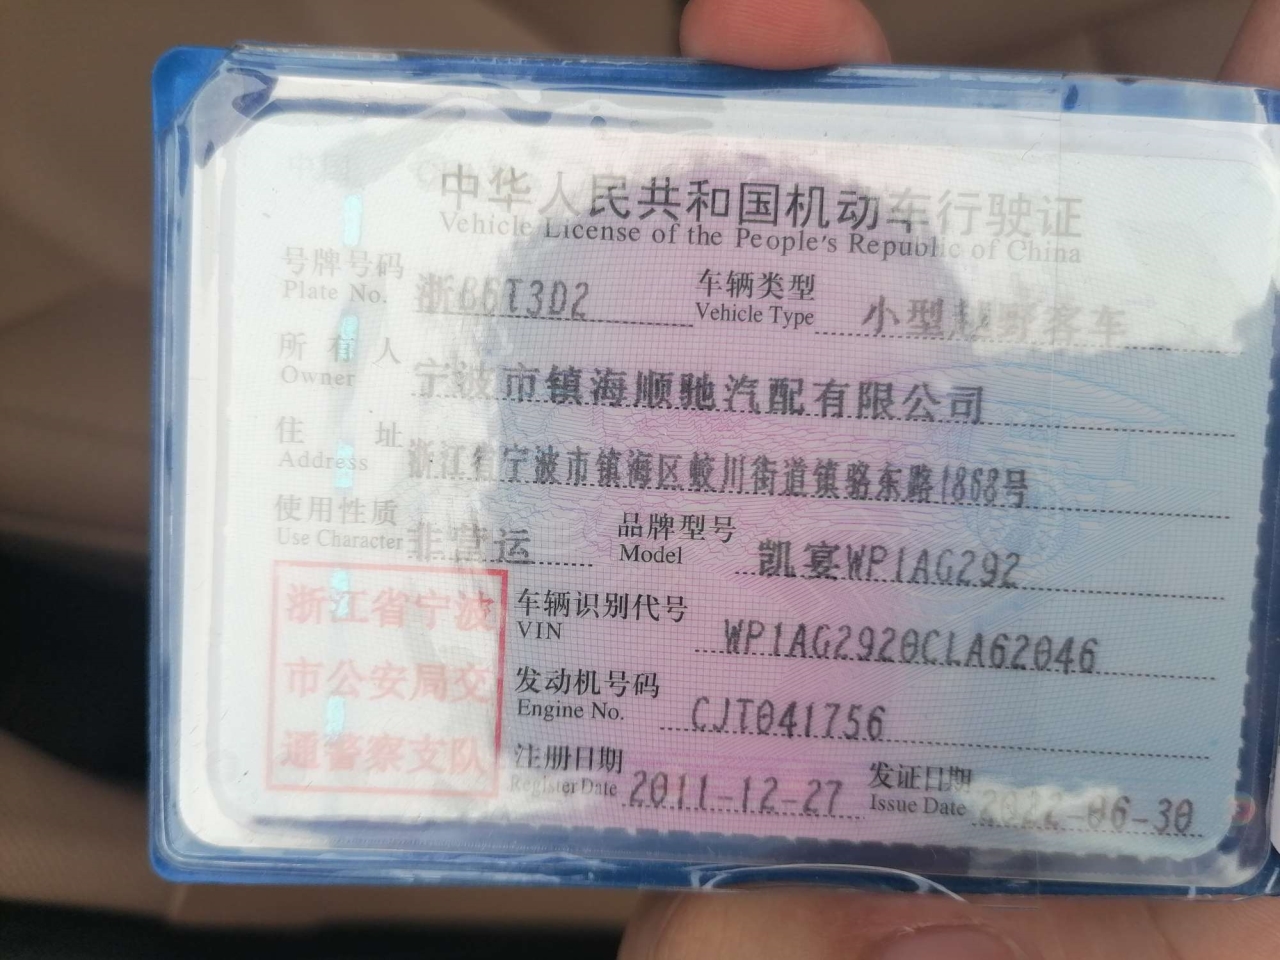 中华人民共和国机动车行驶证
Vehicle License of the People's Republic of China
号牌号码 车辆类型 小型越野客车
Plate No. Vehicle Type
所有人 宁波市镇海顺驰汽配有限公司
Owner
住址 浙江省宁波市镇海区蛟川街道镇骆东路1868号
Address
使用性质 非营运 品牌型号 凯宴WP1AG292
Use Character Model
浙江省宁波
市公安局交
通警察支队
车辆识别代号 WP1AG2920CLA62046
VIN
发动机号码 CJT041756
Engine No.
注册日期 2011-12-27 发证日期 2022-06-30
Register Date Issue Date